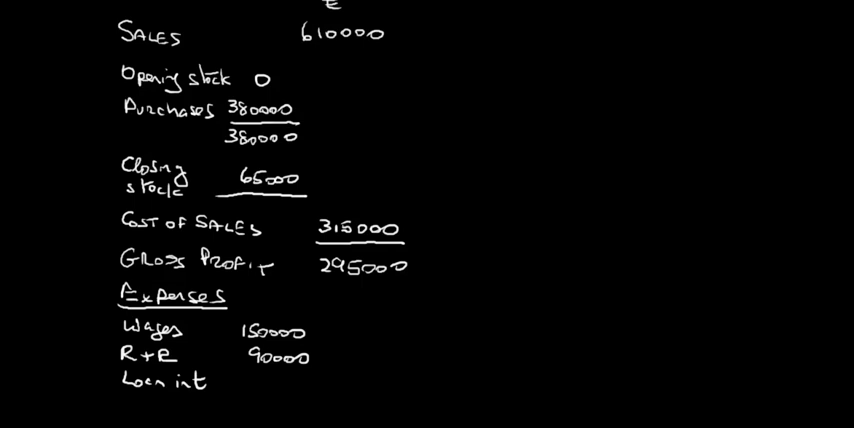 £
SALES 610000
Opening stock 0
Purchases 380000
380000
Closing
stock 65000
COST OF SALES 315000
GROSS PROFIT 295000
Expenses
Wages 150000
R+R 90000
Loan int